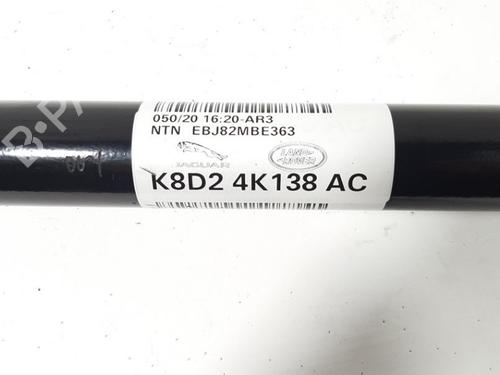 050/20 16:20-AR3
NTN EBJ82MBE363
JAGUAR
LAND-
ROVER
K8D2 4K138 AC